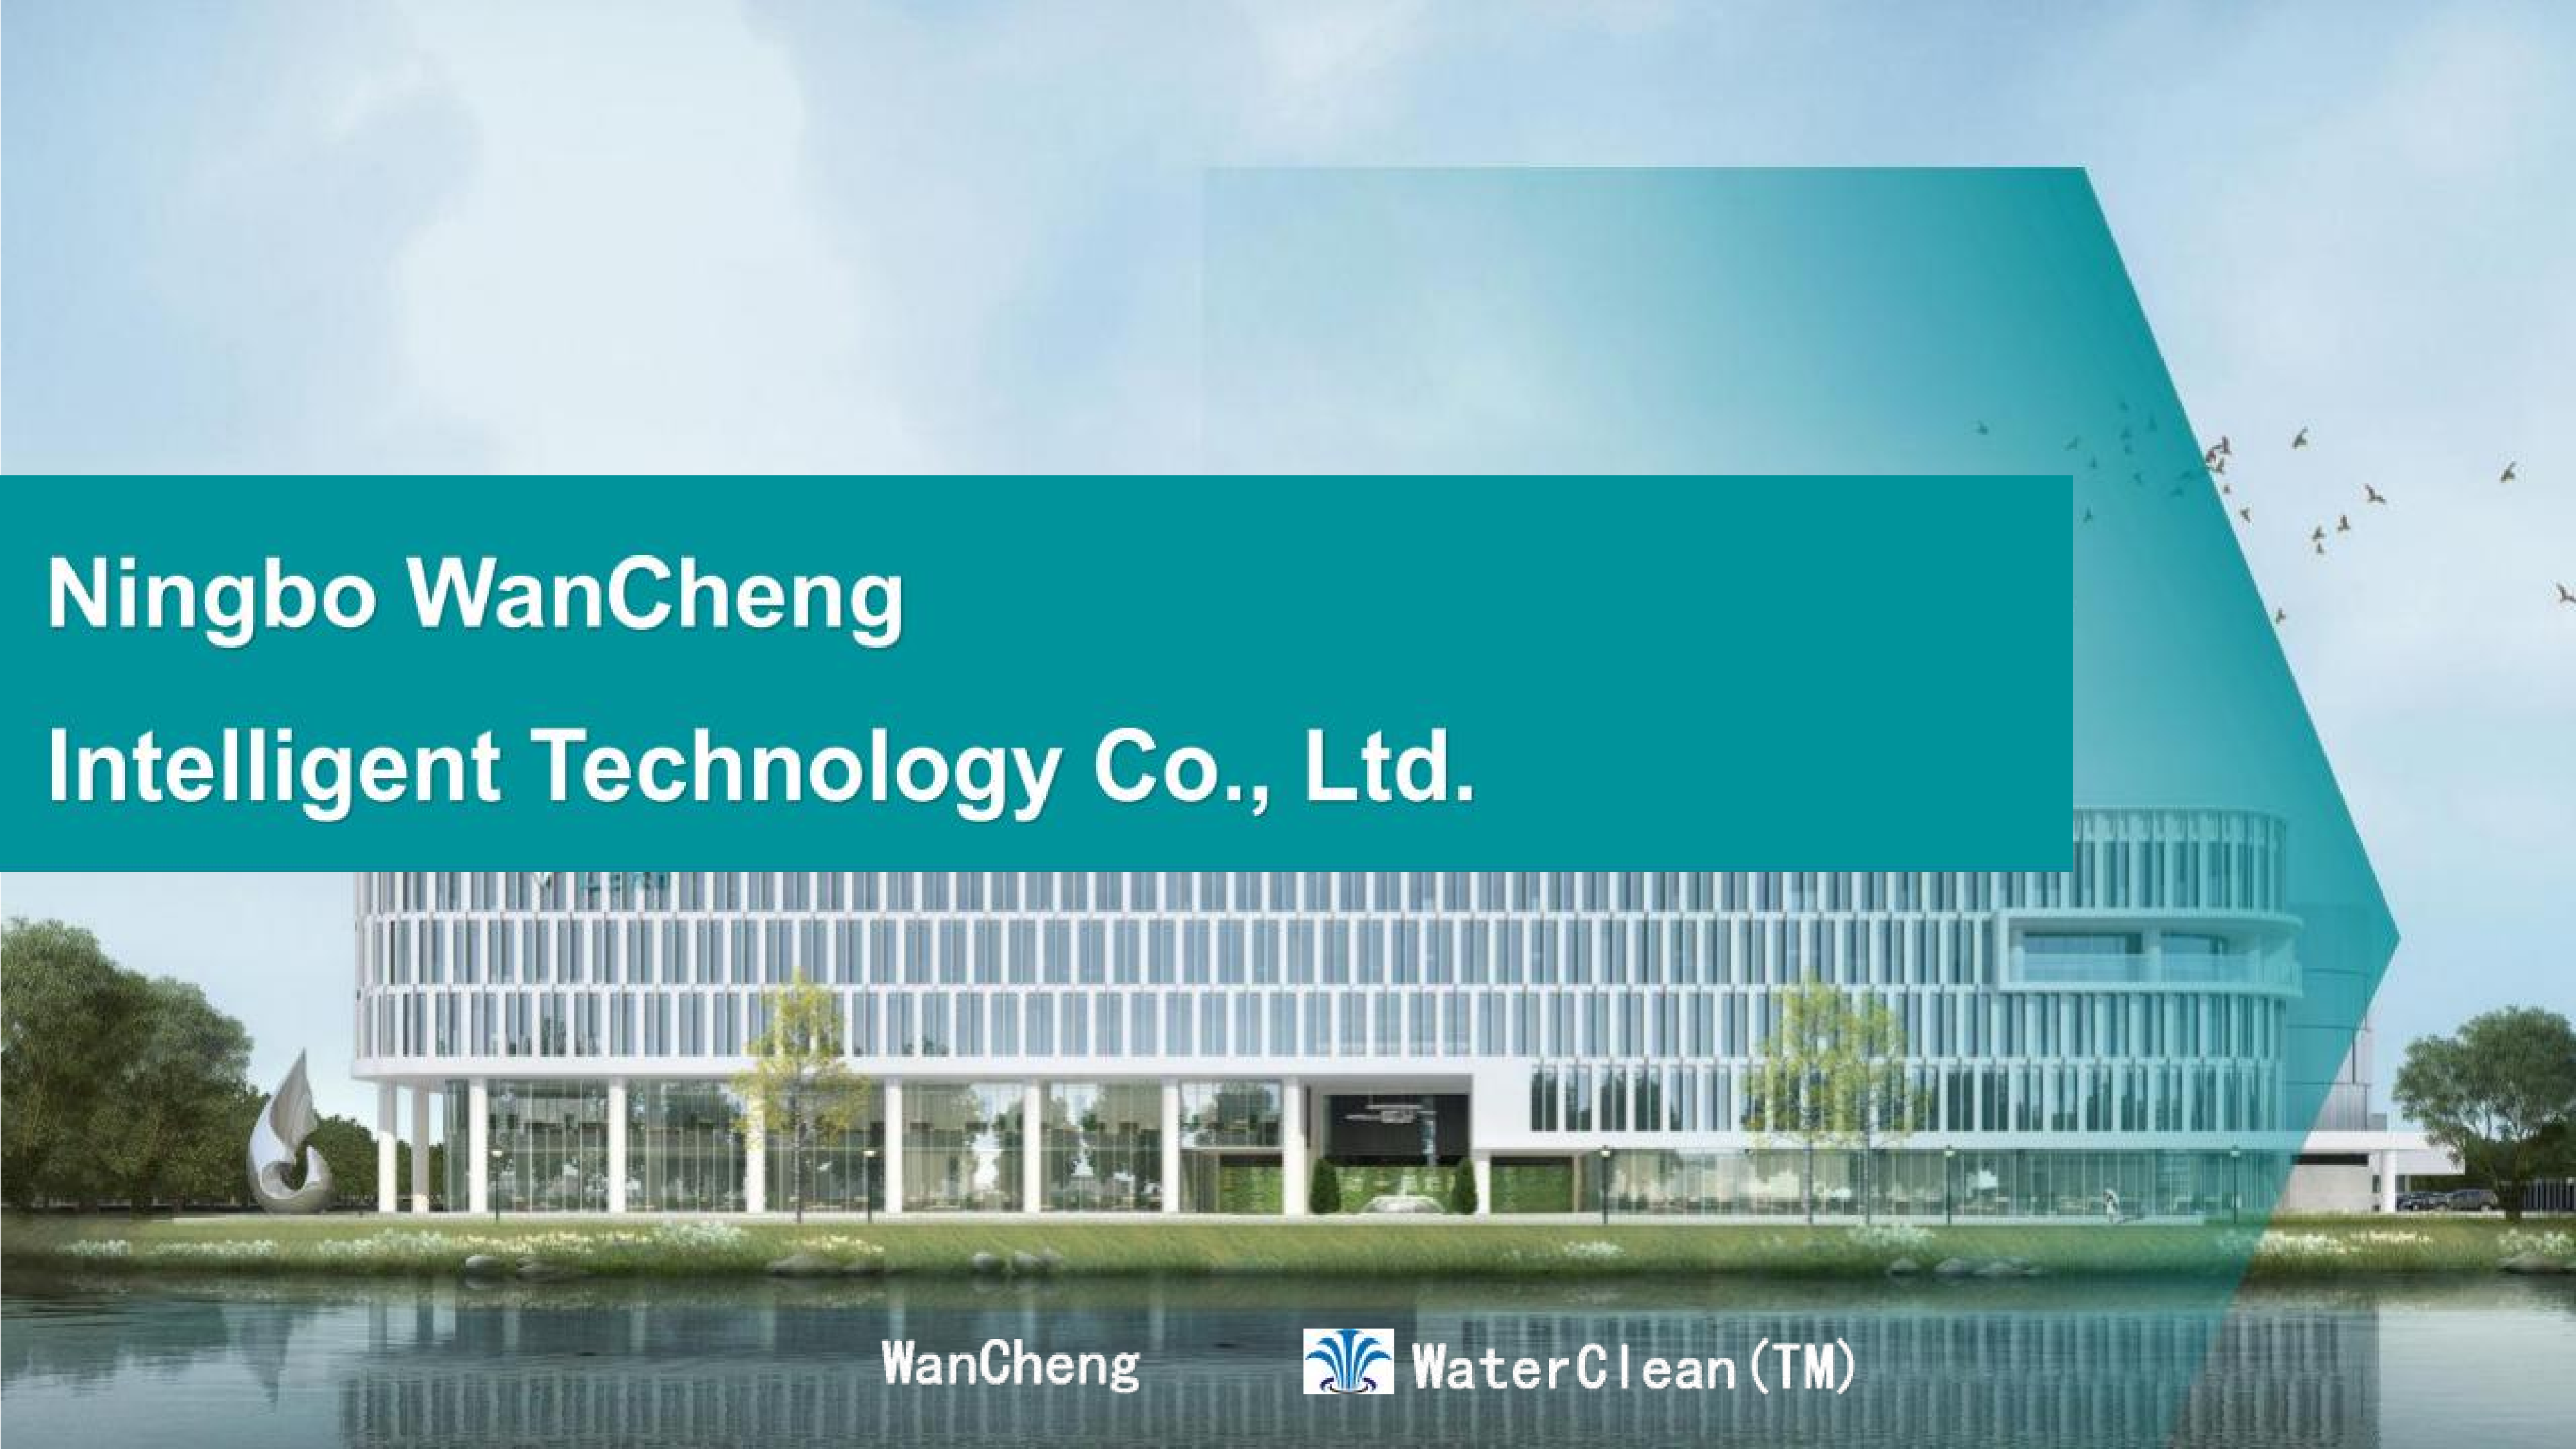 Ningbo WanCheng
Intelligent Technology Co., Ltd.
WanCheng
WaterClean(TM)